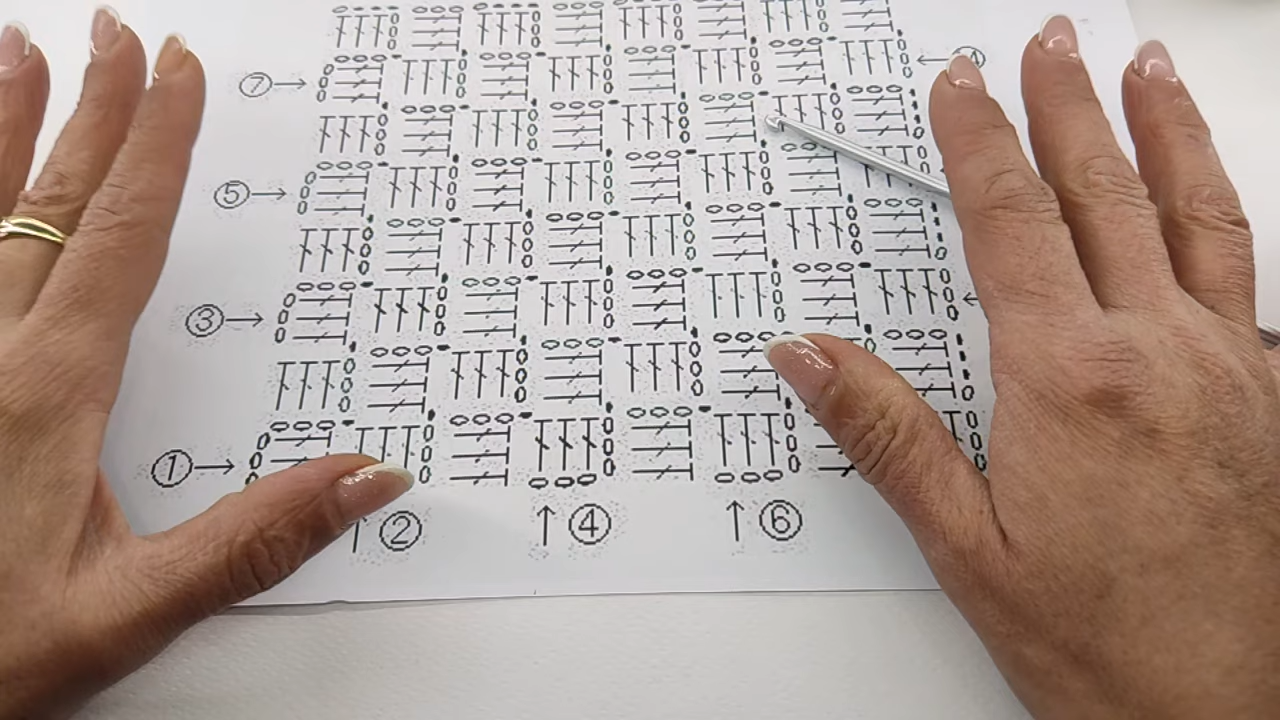 ⑦
⑤
③
①
② ④ ⑥